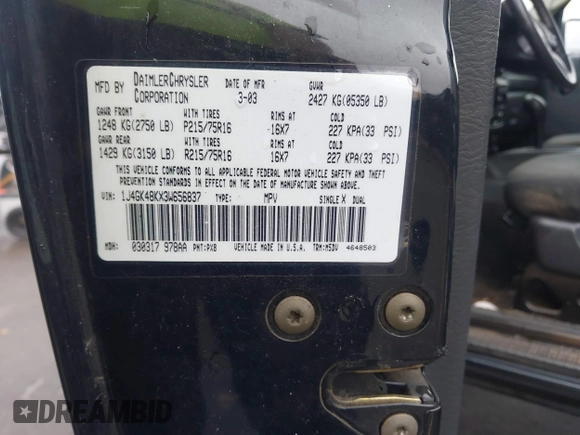 MFD BY DAIMLERCHRYSLER CORPORATION DATE OF MFR 3-03 GVWR 2427 KG(05350 LB)
GAWR FRONT WITH TIRES RIMS AT COLD
1248 KG(2750 LB) P215/75R16 -16X7 227 KPA(33 PSI)
GAWR REAR WITH TIRES RIMS AT COLD
1429 KG(3150 LB) R215/75R16 16X7 227 KPA(33 PSI)
THIS VEHICLE CONFORMS TO ALL APPLICABLE FEDERAL MOTOR VEHICLE SAFETY AND THEFT
PREVENTION STANDARDS IN EFFECT ON THE DATE OF MANUFACTURE SHOWN ABOVE.
VIN: 1J4GK48KX3W656837 TYPE: MPV SINGLE X DUAL
MDH: 030317 978AA PNT:PX8 VEHICLE MADE IN U.S.A. TRM:M5DV 4648503
DREAMBID